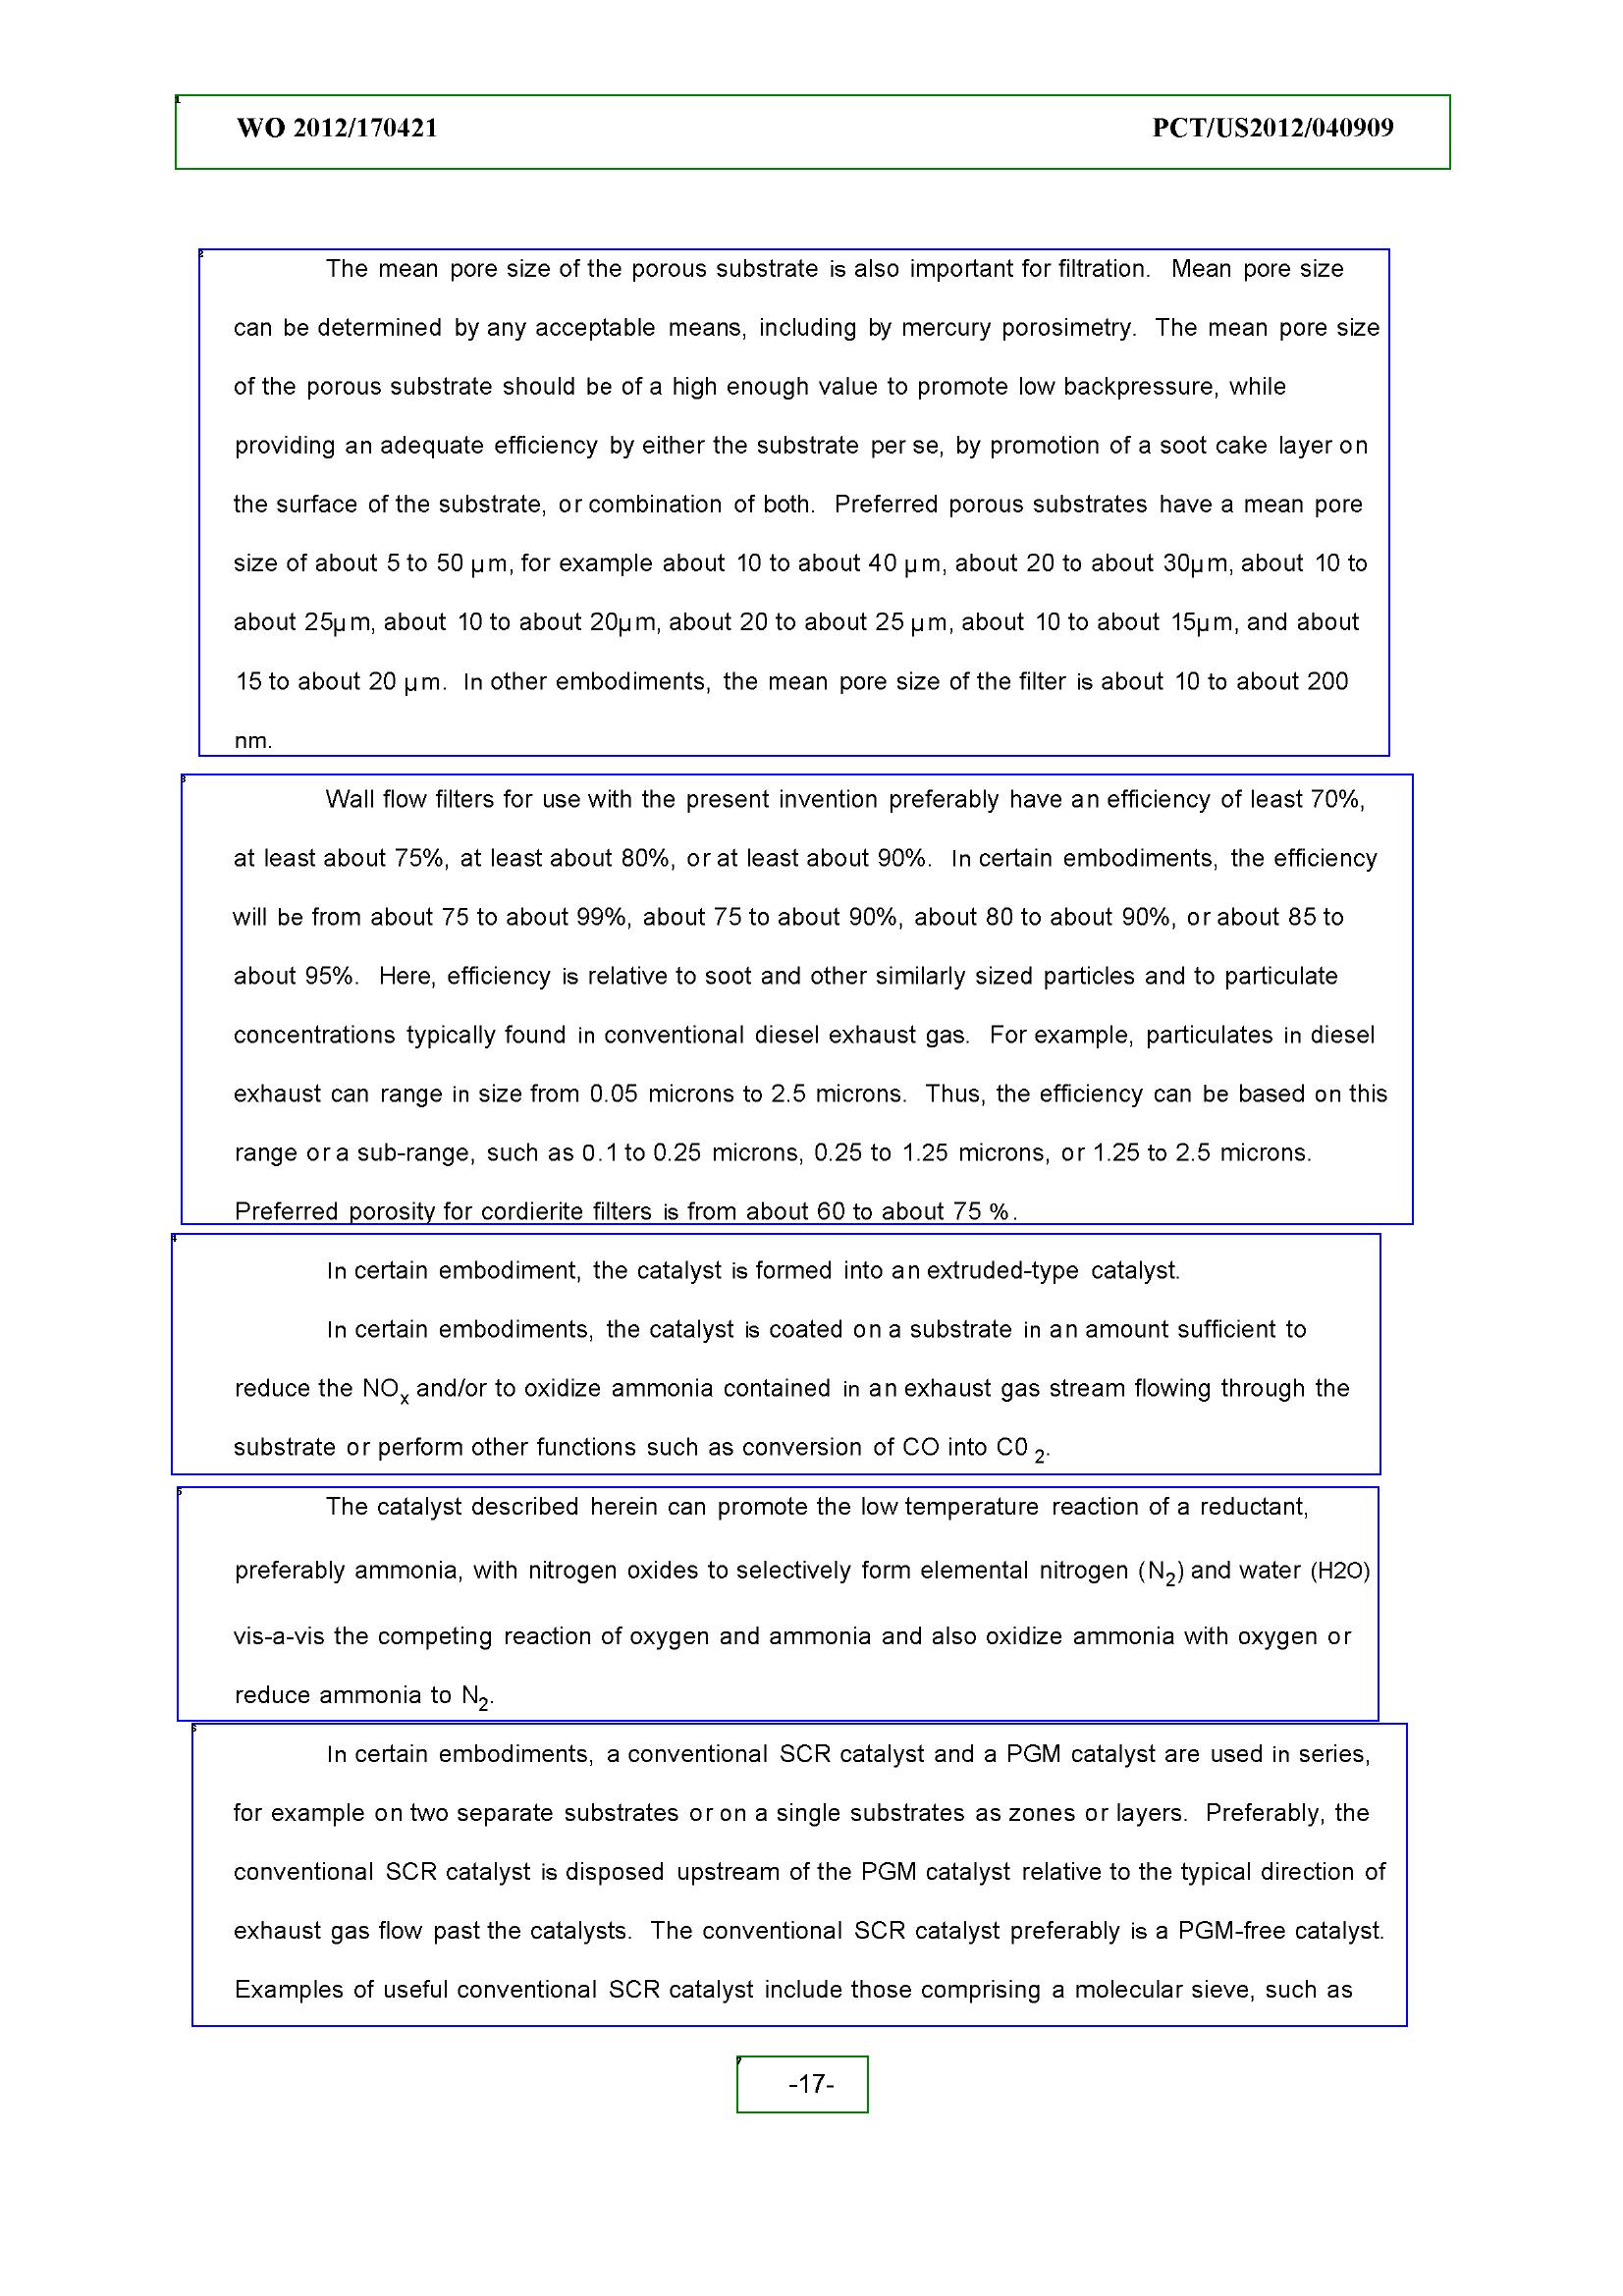 WO 2012/170421 PCT/US2012/040909
The mean pore size of the porous substrate is also important for filtration. Mean pore size
can be determined by any acceptable means, including by mercury porosimetry. The mean pore size
of the porous substrate should be of a high enough value to promote low backpressure, while
providing an adequate efficiency by either the substrate per se, by promotion of a soot cake layer on
the surface of the substrate, or combination of both. Preferred porous substrates have a mean pore
size of about 5 to 50 µm, for example about 10 to about 40 µm, about 20 to about 30µm, about 10 to
about 25µm, about 10 to about 20µm, about 20 to about 25 µm, about 10 to about 15µm, and about
15 to about 20 µm. In other embodiments, the mean pore size of the filter is about 10 to about 200
nm.
Wall flow filters for use with the present invention preferably have an efficiency of least 70%,
at least about 75%, at least about 80%, or at least about 90%. In certain embodiments, the efficiency
will be from about 75 to about 99%, about 75 to about 90%, about 80 to about 90%, or about 85 to
about 95%. Here, efficiency is relative to soot and other similarly sized particles and to particulate
concentrations typically found in conventional diesel exhaust gas. For example, particulates in diesel
exhaust can range in size from 0.05 microns to 2.5 microns. Thus, the efficiency can be based on this
range or a sub-range, such as 0.1 to 0.25 microns, 0.25 to 1.25 microns, or 1.25 to 2.5 microns.
Preferred porosity for cordierite filters is from about 60 to about 75 %.
In certain embodiment, the catalyst is formed into an extruded-type catalyst.
In certain embodiments, the catalyst is coated on a substrate in an amount sufficient to
reduce the NOx and/or to oxidize ammonia contained in an exhaust gas stream flowing through the
substrate or perform other functions such as conversion of CO into C0 2.
The catalyst described herein can promote the low temperature reaction of a reductant,
preferably ammonia, with nitrogen oxides to selectively form elemental nitrogen (N2) and water (H2O)
vis-a-vis the competing reaction of oxygen and ammonia and also oxidize ammonia with oxygen or
reduce ammonia to N2.
In certain embodiments, a conventional SCR catalyst and a PGM catalyst are used in series,
for example on two separate substrates or on a single substrates as zones or layers. Preferably, the
conventional SCR catalyst is disposed upstream of the PGM catalyst relative to the typical direction of
exhaust gas flow past the catalysts. The conventional SCR catalyst preferably is a PGM-free catalyst.
Examples of useful conventional SCR catalyst include those comprising a molecular sieve, such as
-17-